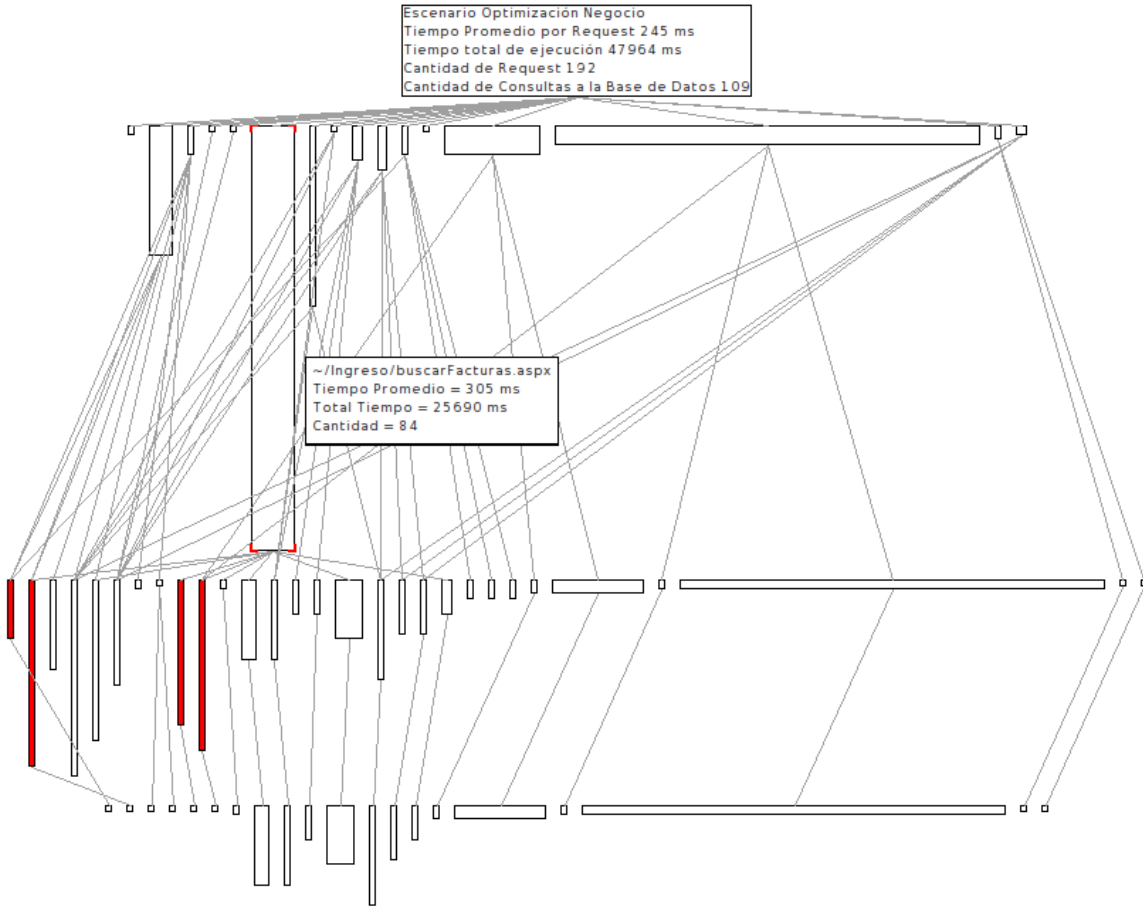 Escenario Optimización Negocio
Tiempo Promedio por Request 245 ms
Tiempo total de ejecución 47964 ms
Cantidad de Request 192
Cantidad de Consultas a la Base de Datos 109
~/Ingreso/buscarFacturas.aspx
Tiempo Promedio = 305 ms
Total Tiempo = 25690 ms
Cantidad = 84